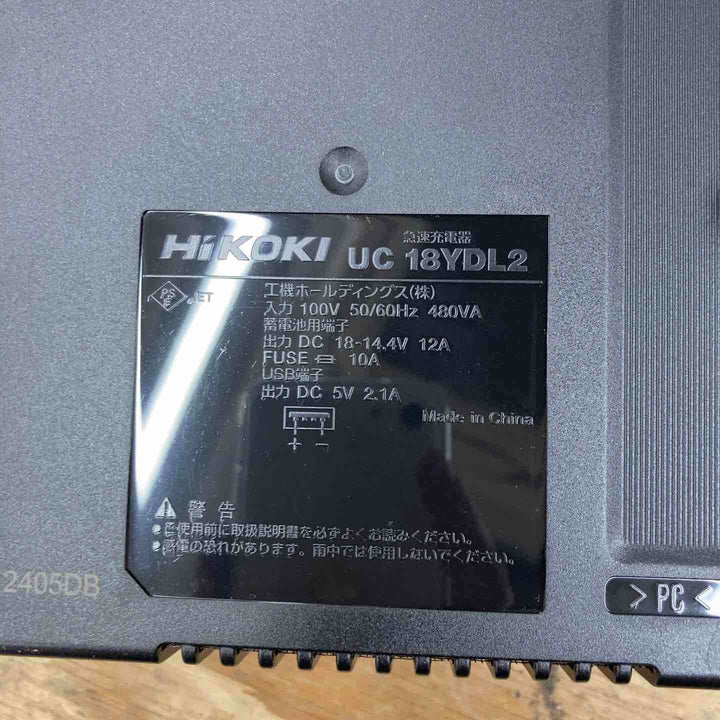 HiKOKI 急速充電器 UC 18YDL2
PS E JET
工機ホールディングス(株)
入力 100V 50/60Hz 480VA
蓄電池用端子
出力 DC 18-14.4V 12A
FUSE 10A
USB端子
出力 DC 5V 2.1A
Made in China
+ -
警告
●ご使用前に取扱説明書を必ずよくお読みください。
●感電の恐れがあります。雨中では使用しないでください。
2405DB
>PC<